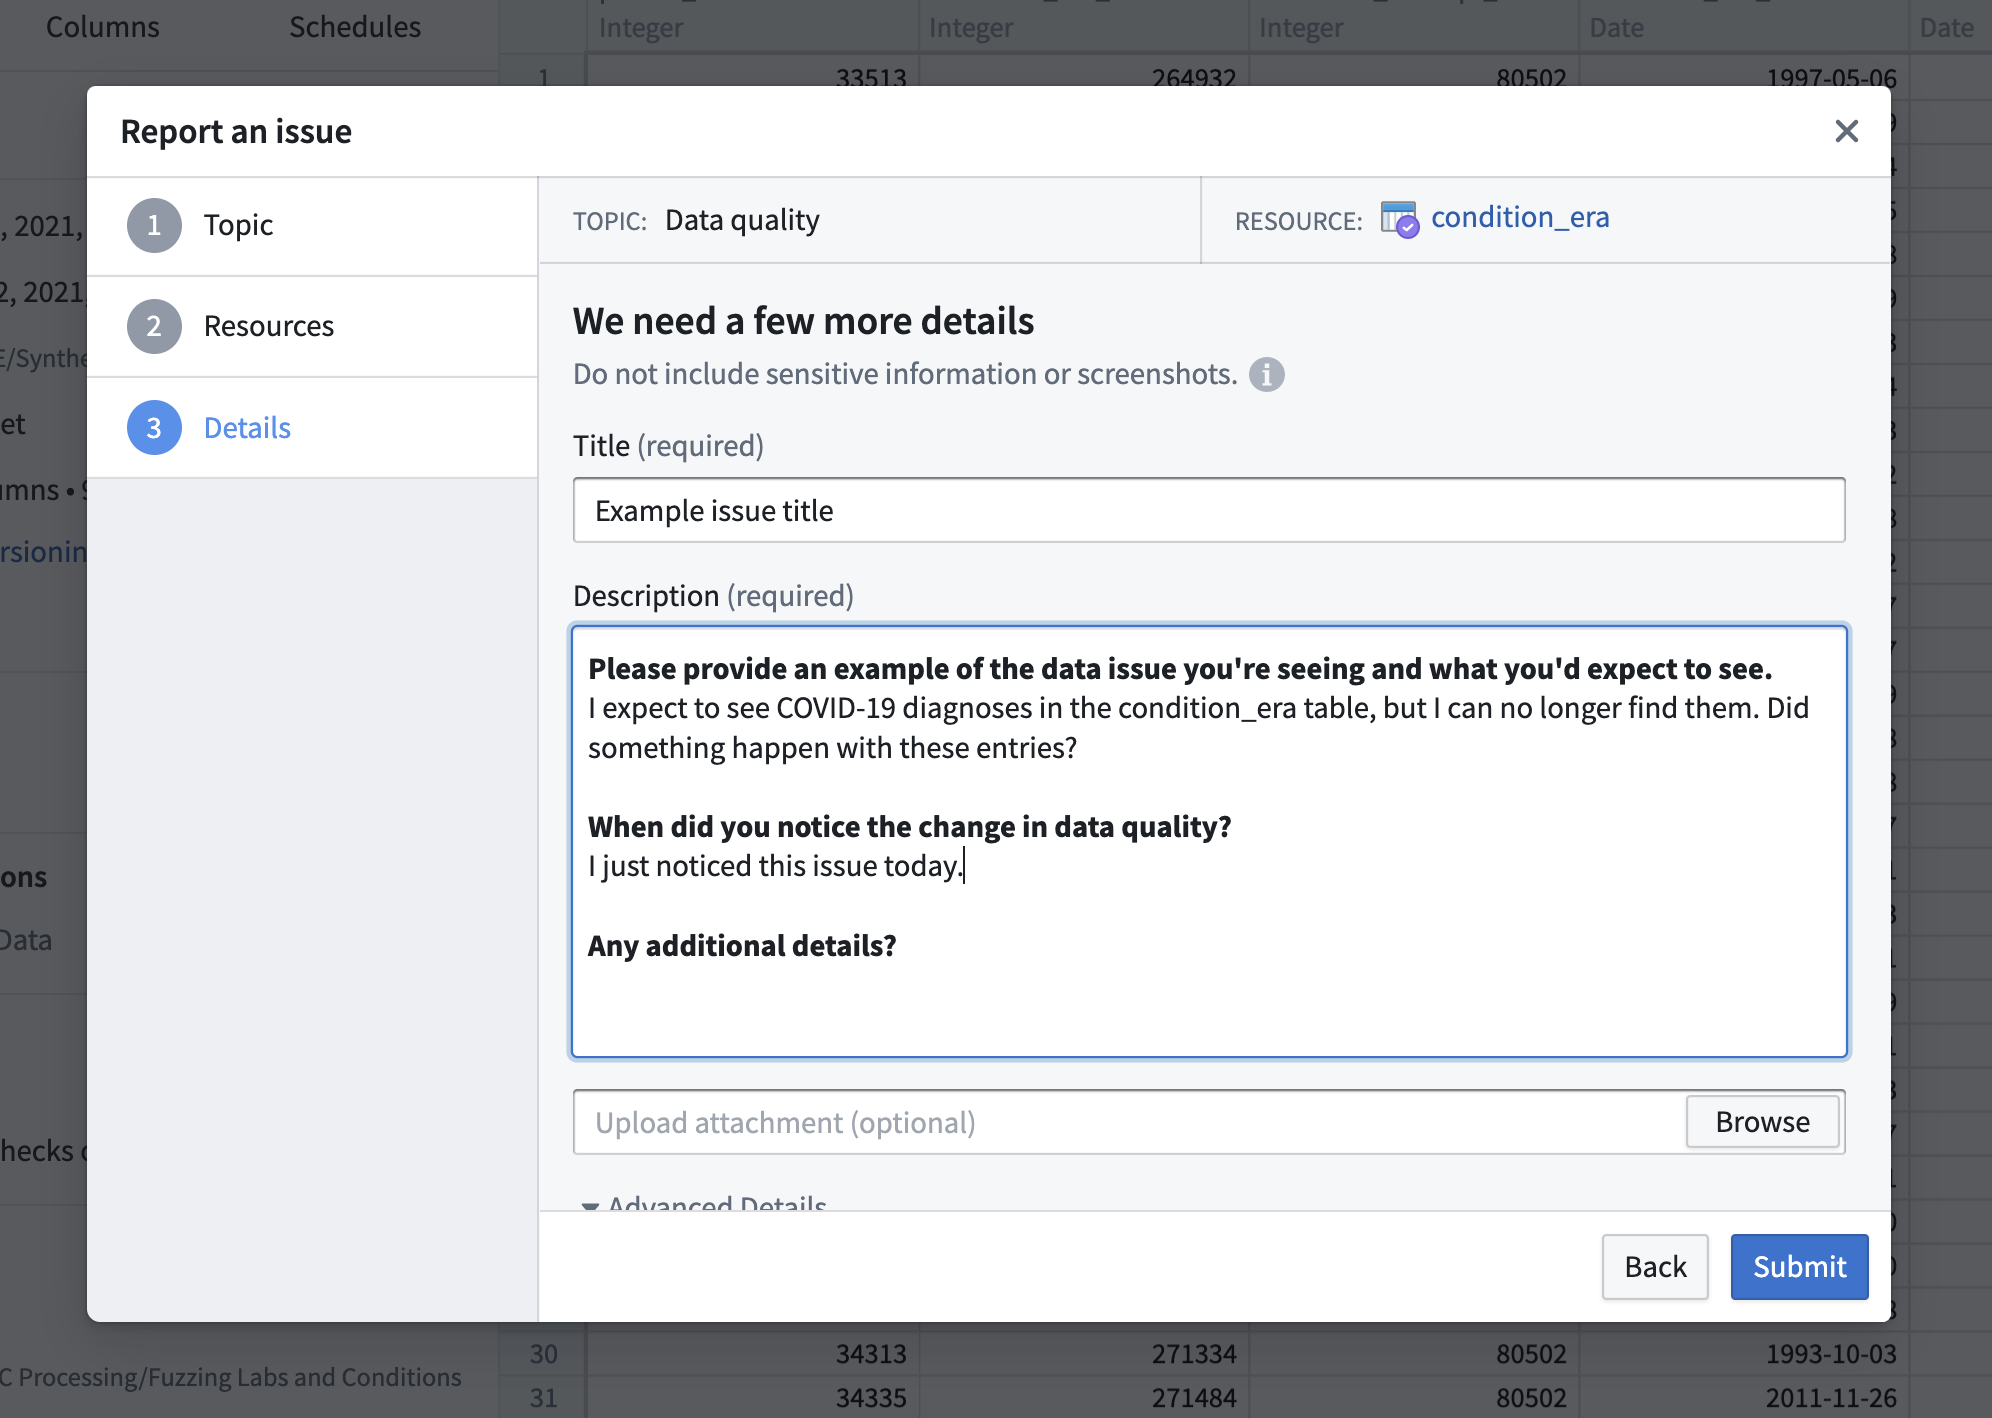 Columns
Schedules
Integer
Integer
Integer
Date
Date
1
33513
264932
80502
1997-05-06
Report an issue
1
Topic
TOPIC: Data quality
RESOURCE: condition_era
, 2021,
2, 2021,
2
Resources
We need a few more details
E/Synthe
Do not include sensitive information or screenshots.
et
3
Details
Title (required)
umns • 9
Example issue title
rsionin
Description (required)
Please provide an example of the data issue you're seeing and what you'd expect to see.
I expect to see COVID-19 diagnoses in the condition_era table, but I can no longer find them. Did
something happen with these entries?
When did you notice the change in data quality?
I just noticed this issue today.
ons
Data
Any additional details?
Upload attachment (optional)
Browse
hecks
Advanced Details
Back
Submit
30
34313
271334
80502
1993-10-03
C Processing/Fuzzing Labs and Conditions
31
34335
271484
80502
2011-11-26